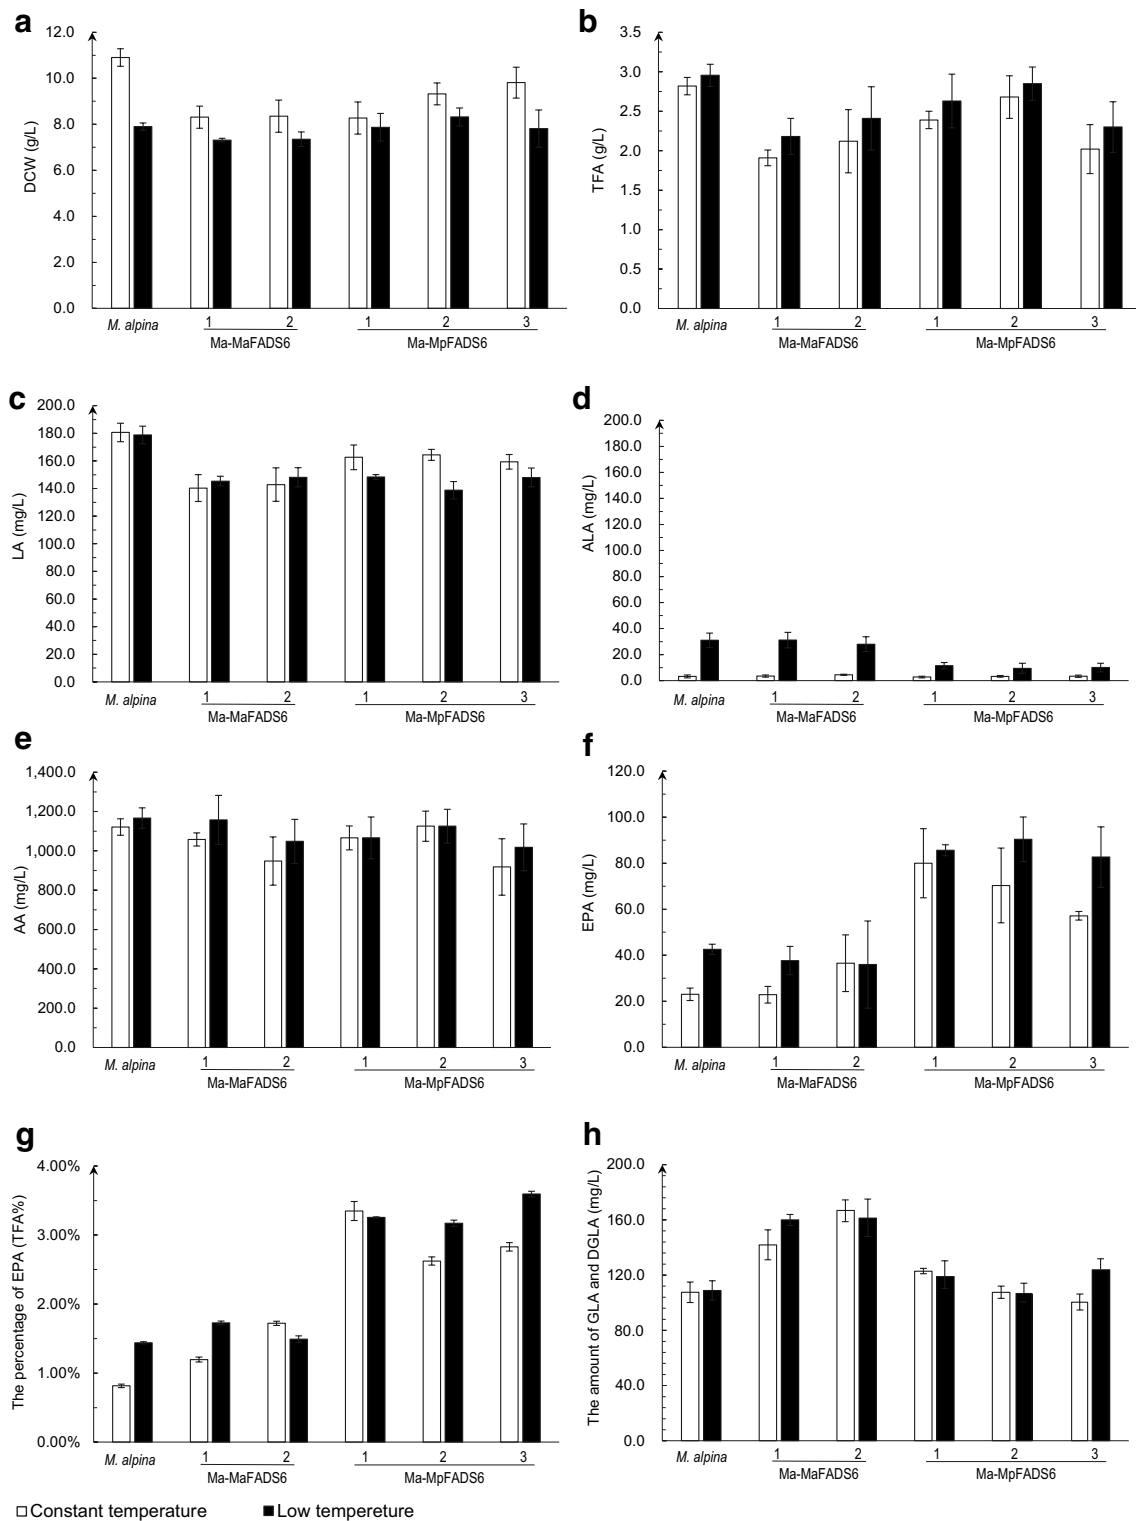 a
12.0
10.0
8.0
6.0
4.0
2.0
0.0
DCW (g/L)
M. alpina
1 2 1 2 3
Ma-MaFADS6 Ma-MpFADS6
b
3.5
3.0
2.5
2.0
1.5
1.0
0.5
0.0
TFA (g/L)
M. alpina
1 2 1 2 3
Ma-MaFADS6 Ma-MpFADS6
c
200.0
180.0
160.0
140.0
120.0
100.0
80.0
60.0
40.0
20.0
0.0
LA (mg/L)
M. alpina
1 2 1 2 3
Ma-MaFADS6 Ma-MpFADS6
d
200.0
180.0
160.0
140.0
120.0
100.0
80.0
60.0
40.0
20.0
0.0
ALA (mg/L)
M. alpina
1 2 1 2 3
Ma-MaFADS6 Ma-MpFADS6
e
1,400.0
1,200.0
1,000.0
800.0
600.0
400.0
200.0
0.0
AA (mg/L)
M. alpina
1 2 1 2 3
Ma-MaFADS6 Ma-MpFADS6
f
120.0
100.0
80.0
60.0
40.0
20.0
0.0
EPA (mg/L)
M. alpina
1 2 1 2 3
Ma-MaFADS6 Ma-MpFADS6
g
4.00%
3.00%
2.00%
1.00%
0.00%
The percentage of EPA (TFA%)
M. alpina
1 2 1 2 3
Ma-MaFADS6 Ma-MpFADS6
h
200.0
160.0
120.0
80.0
40.0
0.0
The amount of GLA and DGLA (mg/L)
M. alpina
1 2 1 2 3
Ma-MaFADS6 Ma-MpFADS6
Constant temperature Low tempereture